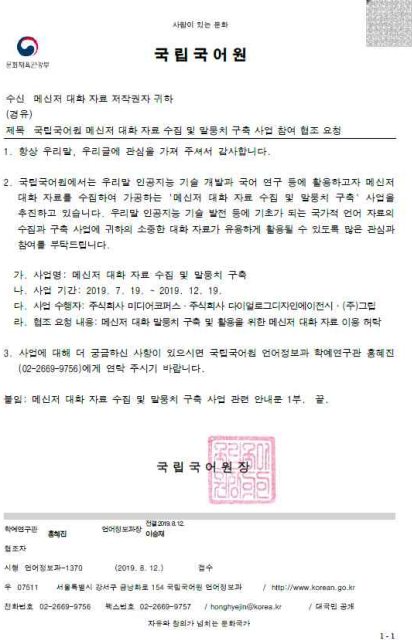 사람이 있는 문화
문화체육관광부
국립국어원
수신 메신저 대화 자료 저작권자 귀하
(경유)
제목 국립국어원 메신저 대화 자료 수집 및 말뭉치 구축 사업 참여 협조 요청
1. 항상 우리말, 우리글에 관심을 가져 주셔서 감사합니다.
2. 국립국어원에서는 우리말 인공지능 기술 개발과 국어 연구 등에 활용하고자 메신저
대화 자료를 수집하여 가공하는 '메신저 대화 자료 수집 및 말뭉치 구축' 사업을
추진하고 있습니다. 우리말 인공지능 기술 발전 등에 기초가 되는 국가적 언어 자료의
수집과 구축 사업에 귀하의 소중한 대화 자료가 유용하게 활용될 수 있도록 많은 관심과
참여를 부탁드립니다.
가. 사업명: 메신저 대화 자료 수집 및 말뭉치 구축
나. 사업 기간: 2019. 7. 19. ~ 2019. 12. 19.
다. 사업 수행자: 주식회사 미디어코퍼스·주식회사 다이얼로그디자인에이전시·(주)그립
라. 협조 요청 내용: 메신저 대화 말뭉치 구축 및 활용을 위한 메신저 대화 자료 이용 허락
3. 사업에 대해 더 궁금하신 사항이 있으시면 국립국어원 언어정보과 학예연구관 홍혜진
(02-2669-9756)에게 연락 주시기 바랍니다.
붙임: 메신저 대화 자료 수집 및 말뭉치 구축 사업 관련 안내문 1부. 끝.
국립국어원장
학예연구관 홍혜진 언어정보과장 전결 2019. 8. 12. 이승재
협조자
시행 언어정보과-1370 (2019. 8. 12.) 접수
우 07511 서울특별시 강서구 금낭화로 154 국립국어원 언어정보과 / http://www.korean.go.kr
전화번호 02-2669-9756 팩스번호 02-2669-9757 / honghyejin@korea.kr / 대국민 공개
자유와 창의가 넘치는 문화국가
1 - 1